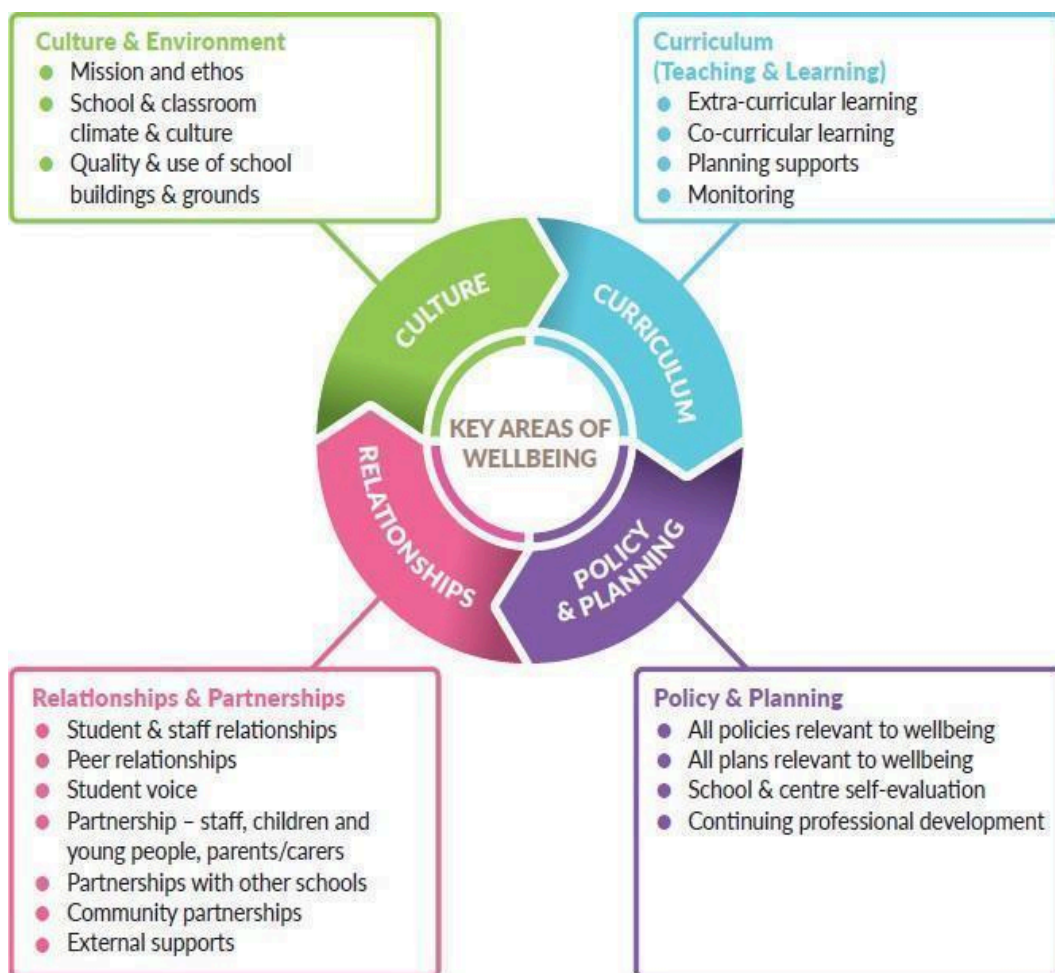 Culture & Environment
Mission and ethos
School & classroom
climate & culture
Quality & use of school
buildings & grounds
Curriculum
(Teaching & Learning)
Extra-curricular learning
Co-curricular learning
Planning supports
Monitoring
CULTURE
CURRICULUM
KEY AREAS OF
WELLBEING
RELATIONSHIPS
POLICY
& PLANNING
Relationships & Partnerships
Student & staff relationships
Peer relationships
Student voice
Partnership – staff, children and
young people, parents/carers
Partnerships with other schools
Community partnerships
External supports
Policy & Planning
All policies relevant to wellbeing
All plans relevant to wellbeing
School & centre self-evaluation
Continuing professional development